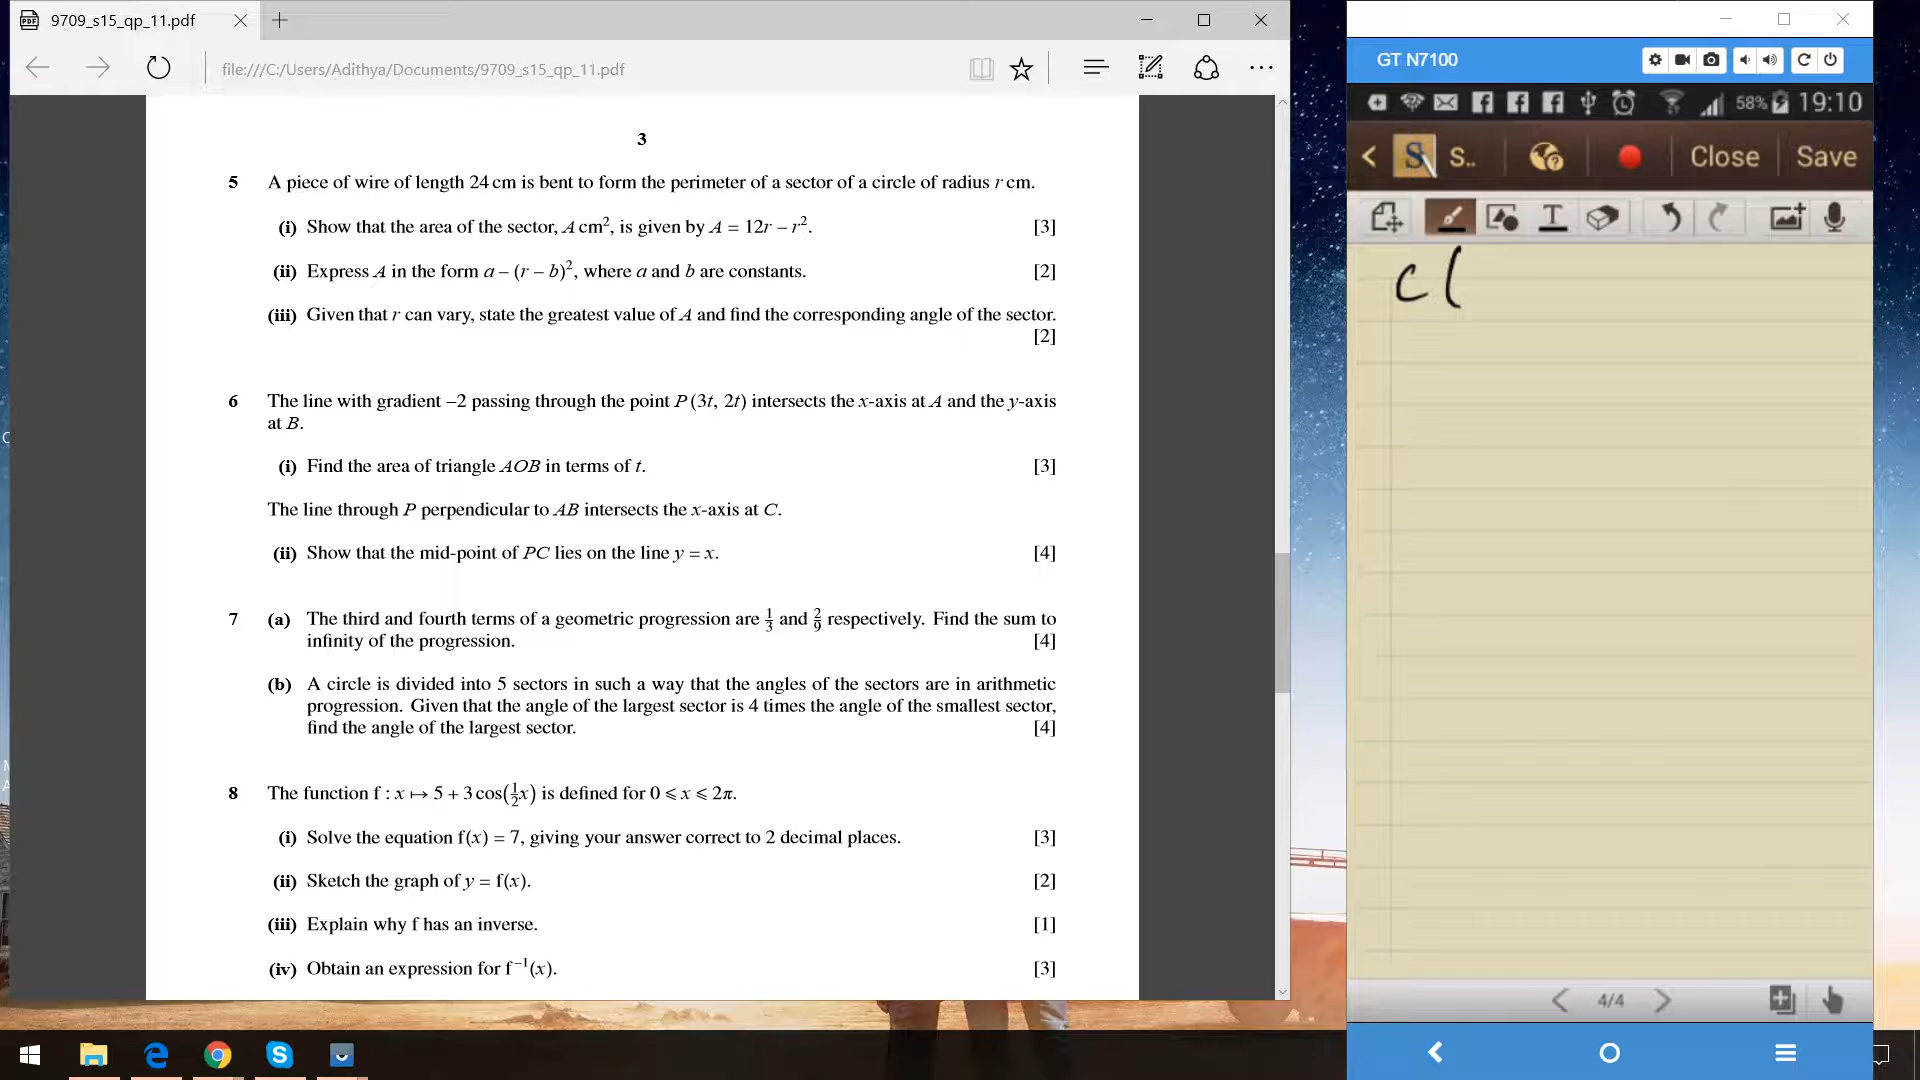 9709_s15_qp_11.pdf
file:///C:/Users/Adithya/Documents/9709_s15_qp_11.pdf
3
5 A piece of wire of length 24 cm is bent to form the perimeter of a sector of a circle of radius r cm.
(i) Show that the area of the sector, A cm², is given by A = 12r – r². [3]
(ii) Express A in the form a – (r – b)², where a and b are constants. [2]
(iii) Given that r can vary, state the greatest value of A and find the corresponding angle of the sector.
[2]
6 The line with gradient –2 passing through the point P(3t, 2t) intersects the x-axis at A and the y-axis
at B.
(i) Find the area of triangle AOB in terms of t. [3]
The line through P perpendicular to AB intersects the x-axis at C.
(ii) Show that the mid-point of PC lies on the line y = x. [4]
7 (a) The third and fourth terms of a geometric progression are 1/3 and 2/9 respectively. Find the sum to
infinity of the progression. [4]
(b) A circle is divided into 5 sectors in such a way that the angles of the sectors are in arithmetic
progression. Given that the angle of the largest sector is 4 times the angle of the smallest sector,
find the angle of the largest sector. [4]
8 The function f : x ↦ 5 + 3 cos(1/2 x) is defined for 0 ⩽ x ⩽ 2π.
(i) Solve the equation f(x) = 7, giving your answer correct to 2 decimal places. [3]
(ii) Sketch the graph of y = f(x). [2]
(iii) Explain why f has an inverse. [1]
(iv) Obtain an expression for f⁻¹(x). [3]
GT N7100
58% 19:10
S S.. Close Save
T
c(
4/4